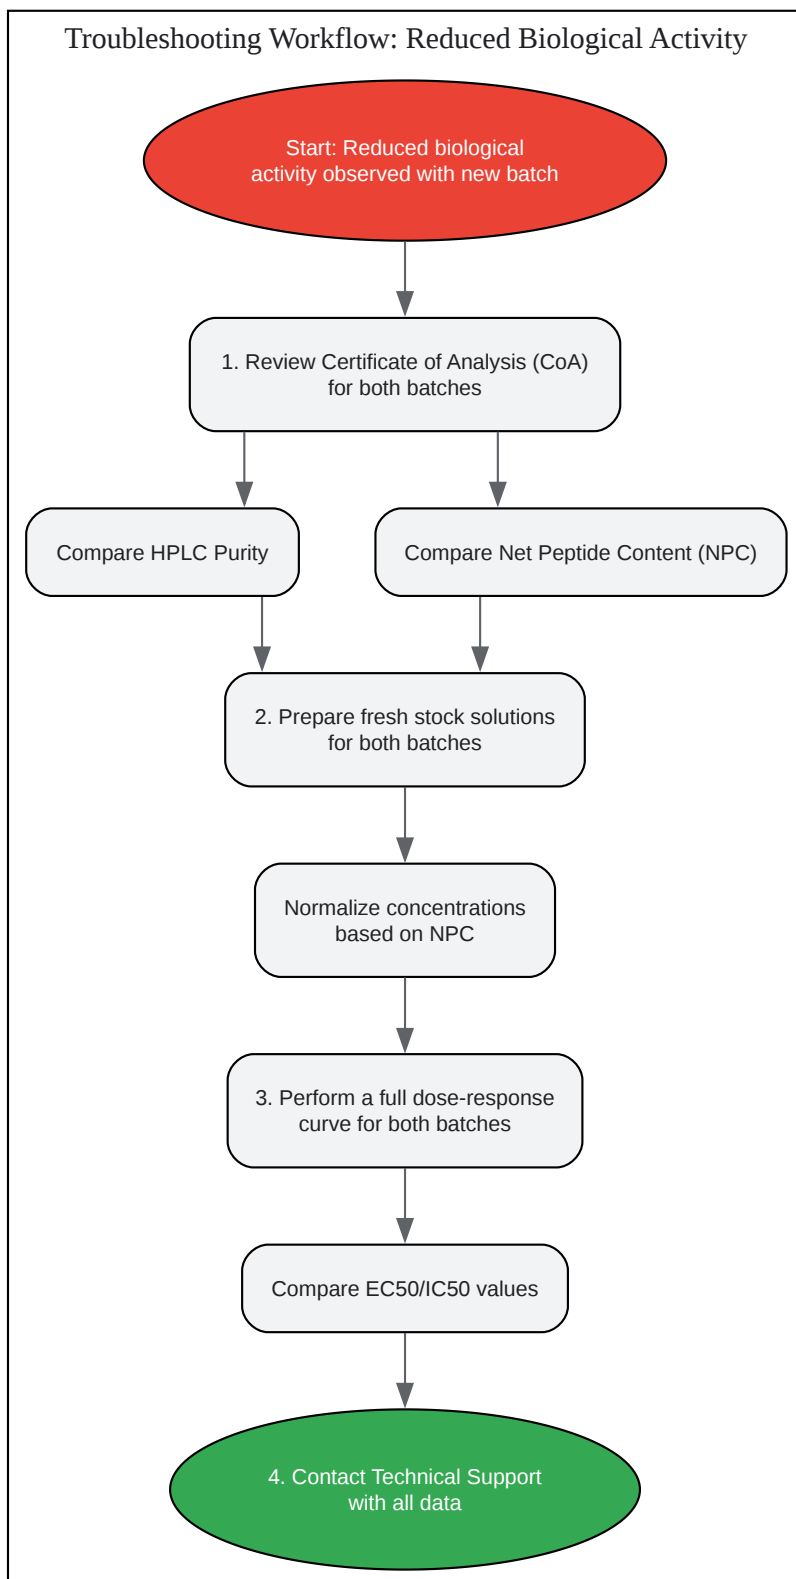 Troubleshooting Workflow: Reduced Biological Activity
Start: Reduced biological
activity observed with new batch
1. Review Certificate of Analysis (CoA)
for both batches
Compare HPLC Purity
Compare Net Peptide Content (NPC)
2. Prepare fresh stock solutions
for both batches
Normalize concentrations
based on NPC
3. Perform a full dose-response
curve for both batches
Compare EC50/IC50 values
4. Contact Technical Support
with all data